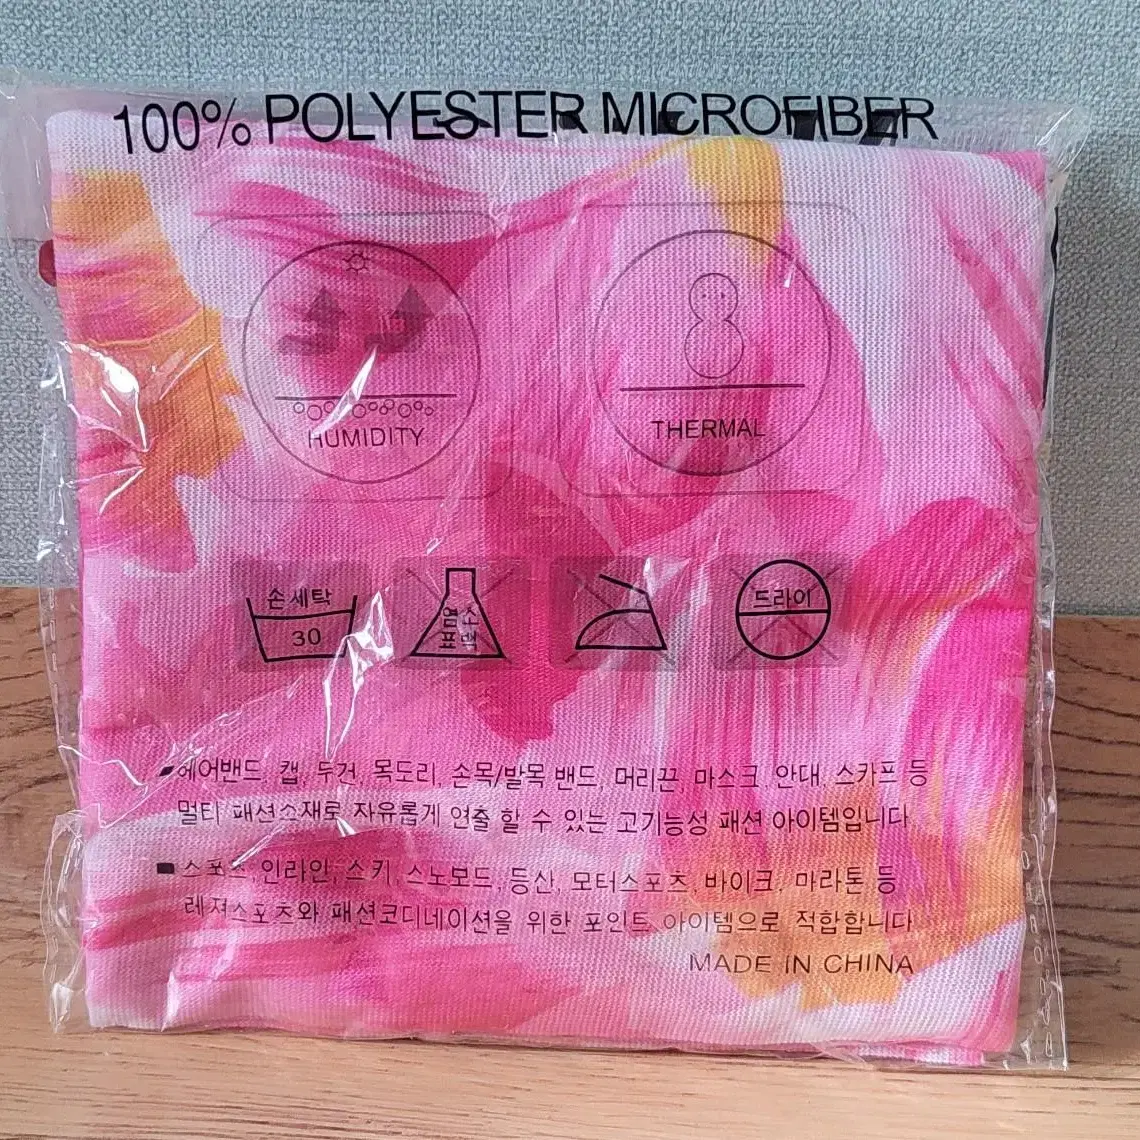 100% POLYESTER MICROFIBER
HUMIDITY
THERMAL
손세탁
30
염소
표백
드라이
헤어밴드, 캡, 두건, 목도리, 손목/발목 밴드, 머리끈, 마스크, 안대, 스카프 등
멀티 패션소재로 자유롭게 연출 할 수 있는 고기능성 패션 아이템입니다.
■ 스포츠, 인라인, 스키, 스노보드, 등산, 모터스포츠, 바이크, 마라톤 등
레져스포츠와 패션코디네이션을 위한 포인트 아이템으로 적합합니다
MADE IN CHINA